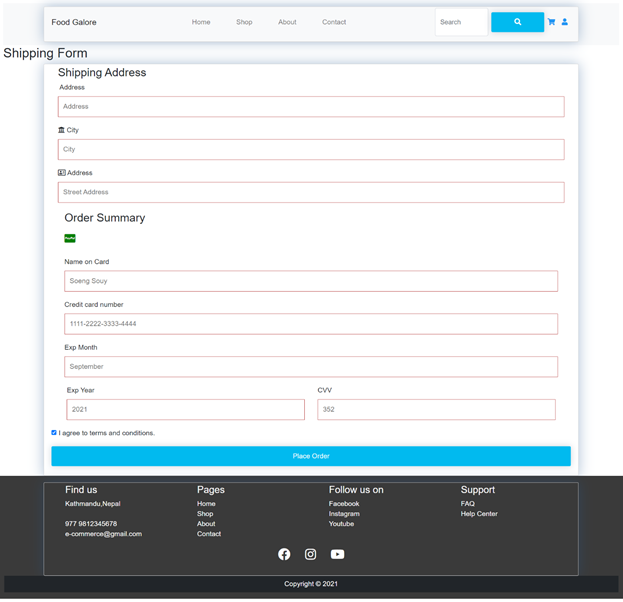 Food Galore
Home Shop About Contact
Search
Shipping Form
Shipping Address
Address
Address
City
City
Address
Street Address
Order Summary
PayPal
Name on Card
Soeng Souy
Credit card number
1111-2222-3333-4444
Exp Month
September
Exp Year CVV
2021 352
I agree to terms and conditions.
Place Order
Find us Pages Follow us on Support
Kathmandu,Nepal Home Facebook FAQ
Shop Instagram Help Center
977 9812345678 About Youtube
e-commerce@gmail.com Contact
Copyright © 2021